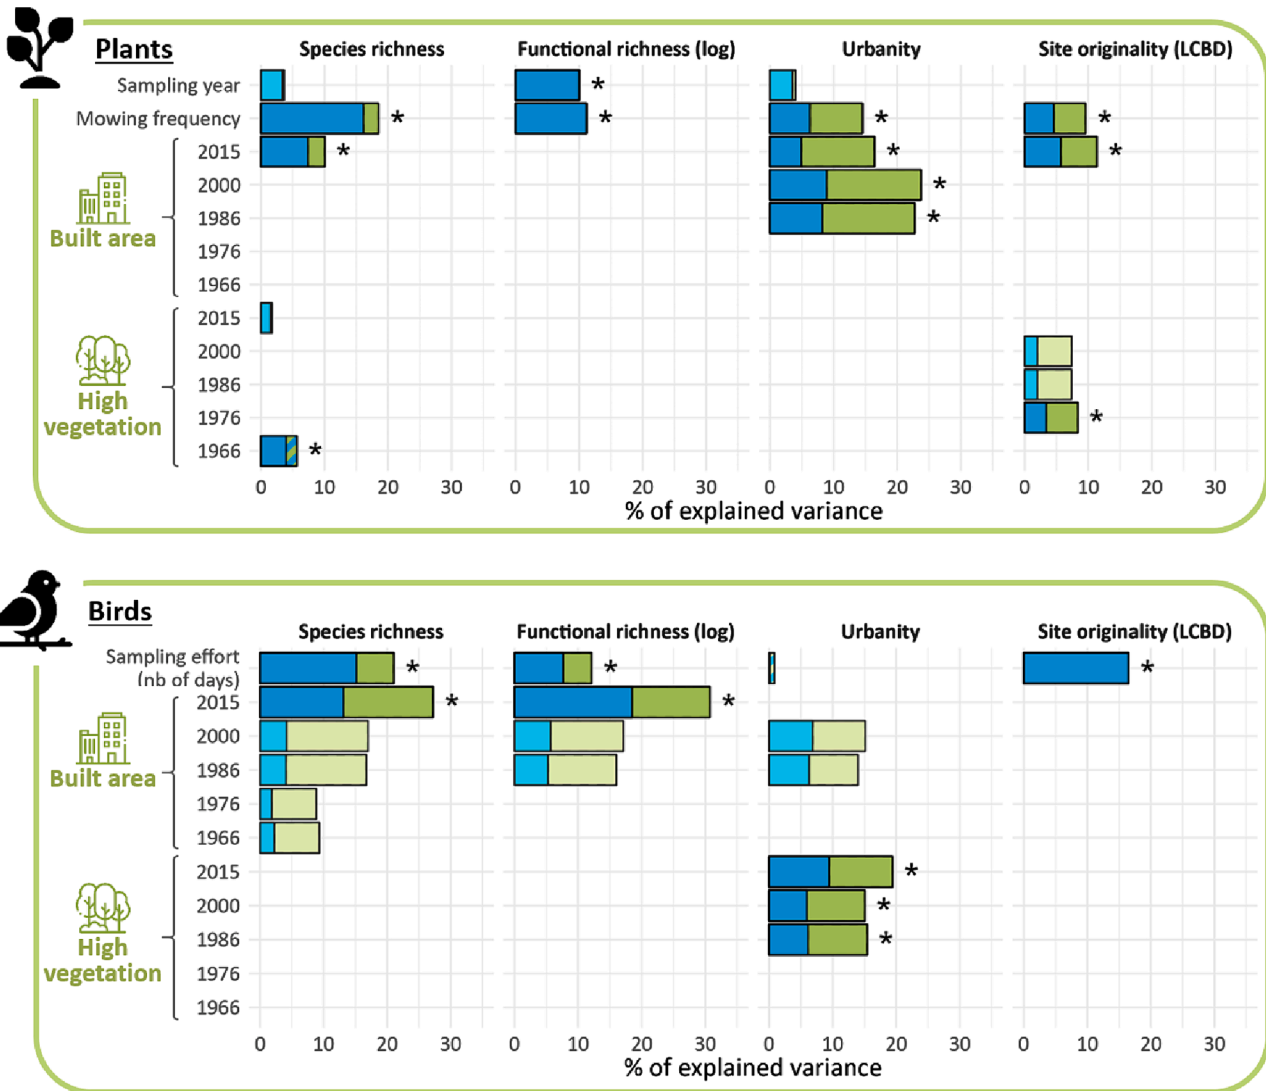 Plants
Species richness Functional richness (log) Urbanity Site originality (LCBD)
Sampling year *
Mowing frequency * * * *
2015 * * *
2000 *
1986 *
Built area
1976
1966
2015
2000
1986
High
vegetation
1976 *
1966 *
0 10 20 30 0 10 20 30 0 10 20 30 0 10 20 30
% of explained variance
Birds
Species richness Functional richness (log) Urbanity Site originality (LCBD)
Sampling effort
(nb of days) * * *
2015 * *
2000
1986
Built area
1976
1966
2015 *
2000 *
1986 *
High
vegetation
1976
1966
0 10 20 30 0 10 20 30 0 10 20 30 0 10 20 30
% of explained variance